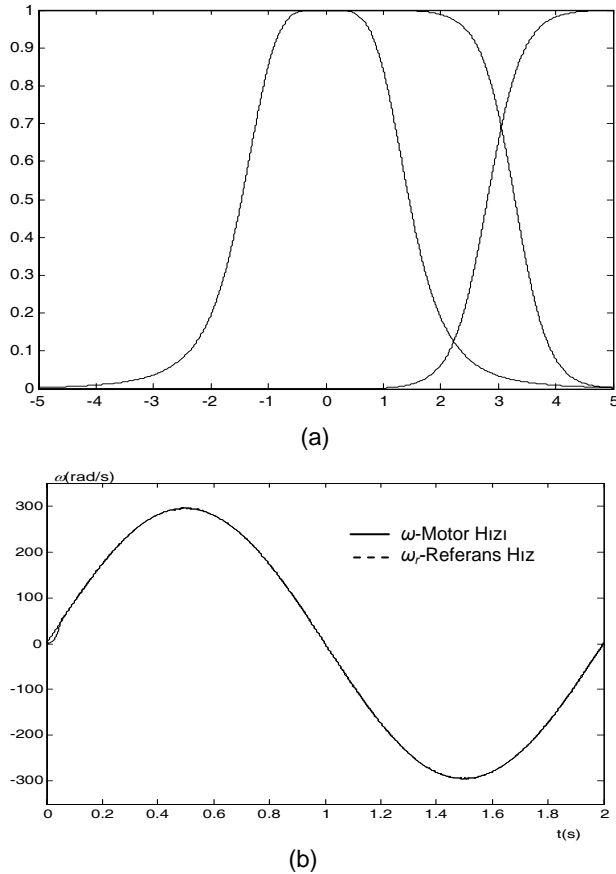 1
0.9
0.8
0.7
0.6
0.5
0.4
0.3
0.2
0.1
0
-5 -4 -3 -2 -1 0 1 2 3 4 5
(a)
ω(rad/s)
300
200
100
0
-100
-200
-300
ω-Motor Hızı
ωr-Referans Hız
0 0.2 0.4 0.6 0.8 1 1.2 1.4 1.6 1.8 2
t(s)
(b)